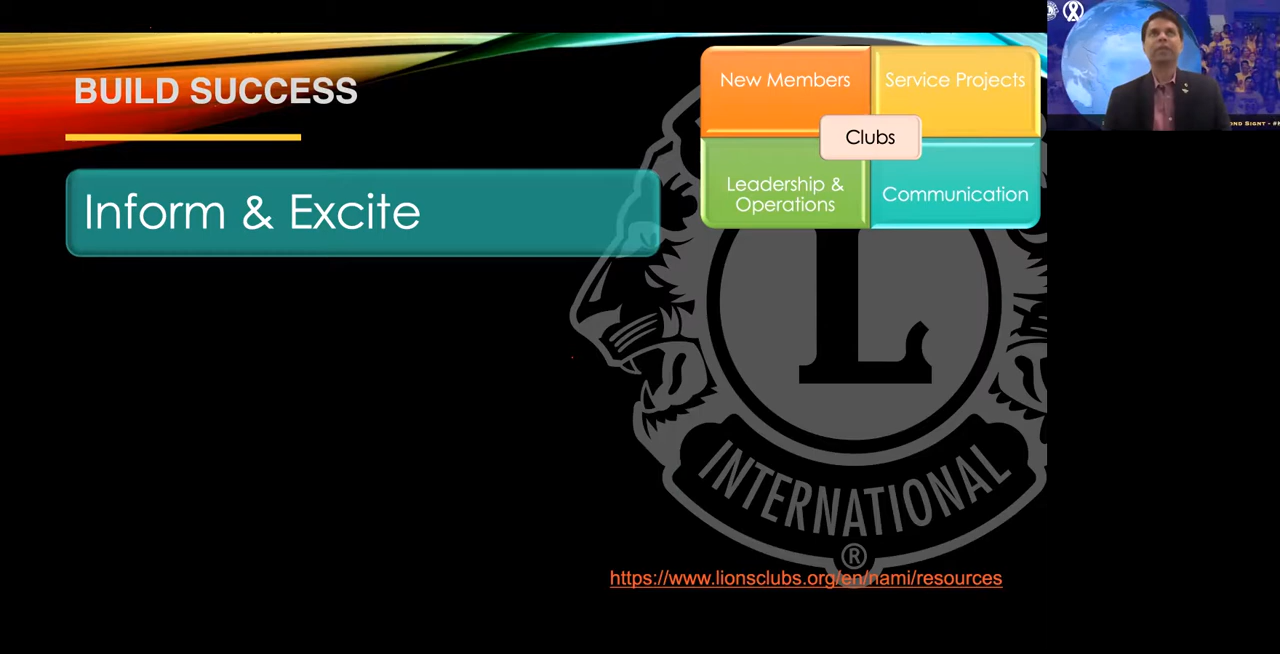 BUILD SUCCESS
Inform & Excite
New Members
Service Projects
Clubs
Leadership &
Operations
Communication
L
INTERNATIONAL
®
https://www.lionsclubs.org/en/nami/resources